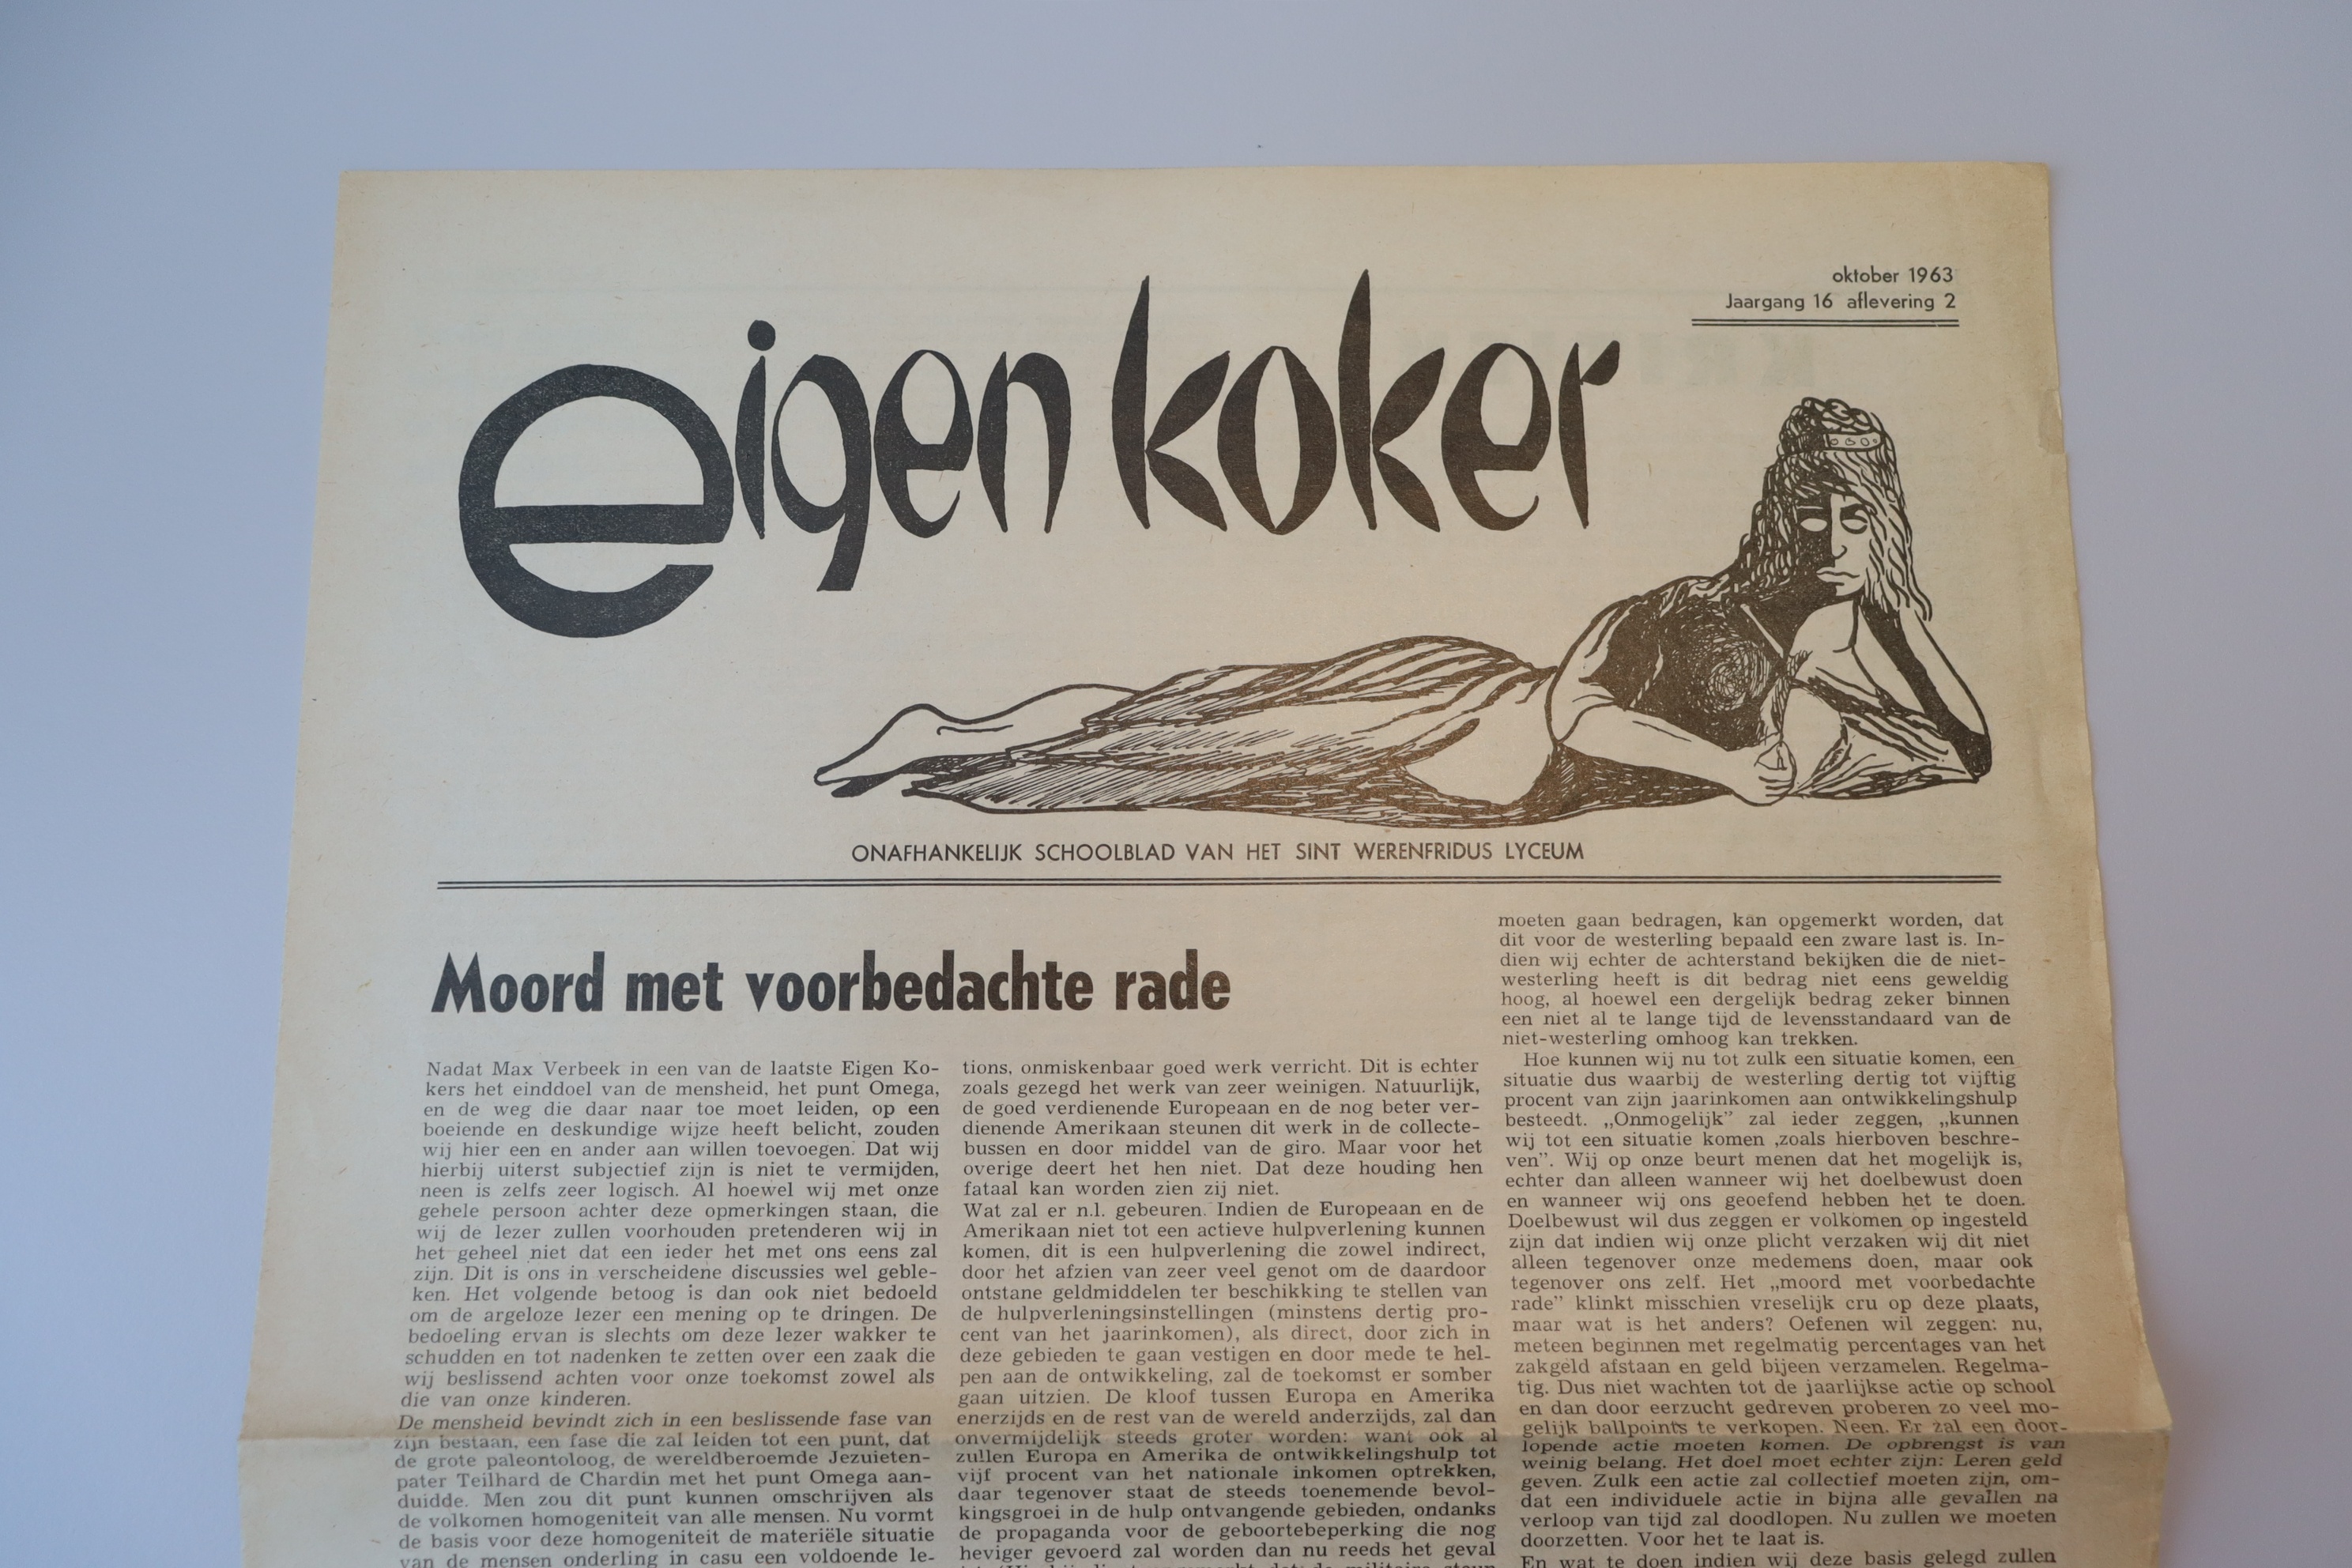 oktober 1963
Jaargang 16 aflevering 2
eigen koker
ONAFHANKELIJK SCHOOLBLAD VAN HET SINT WERENFRIDUS LYCEUM
Moord met voorbedachte rade
Nadat Max Verbeek in een van de laatste Eigen Ko-
kers het einddoel van de mensheid, het punt Omega,
en de weg die daar naar toe moet leiden, op een
boeiende en deskundige wijze heeft belicht, zouden
wij hier een en ander aan willen toevoegen. Dat wij
hierbij uiterst subjectief zijn is niet te vermijden,
neen is zelfs zeer logisch. Al hoewel wij met onze
gehele persoon achter deze opmerkingen staan, die
wij de lezer zullen voorhouden pretenderen wij in
het geheel niet dat een ieder het met ons eens zal
zijn. Dit is ons in verscheidene discussies wel geble-
ken. Het volgende betoog is dan ook niet bedoeld
om de argeloze lezer een mening op te dringen. De
bedoeling ervan is slechts om deze lezer wakker te
schudden en tot nadenken te zetten over een zaak die
wij beslissend achten voor onze toekomst zowel als
die van onze kinderen.
De mensheid bevindt zich in een beslissende fase van
zijn bestaan, een fase die zal leiden tot een punt, dat
de grote paleontoloog, de wereldberoemde Jezuieten-
pater Teilhard de Chardin met het punt Omega aan-
duidde. Men zou dit punt kunnen omschrijven als
de volkomen homogeniteit van alle mensen. Nu vormt
de basis voor deze homogeniteit de materiële situatie
van de mensen onderling in casu een voldoende le-
tions, onmiskenbaar goed werk verricht. Dit is echter
zoals gezegd het werk van zeer weinigen. Natuurlijk,
de goed verdienende Europeaan en de nog beter ver-
dienende Amerikaan steunen dit werk in de collecte-
bussen en door middel van de giro. Maar voor het
overige deert het hen niet. Dat deze houding hen
fataal kan worden zien zij niet.
Wat zal er n.l. gebeuren. Indien de Europeaan en de
Amerikaan niet tot een actieve hulpverlening kunnen
komen, dit is een hulpverlening die zowel indirect,
door het afzien van zeer veel genot om de daardoor
ontstane geldmiddelen ter beschikking te stellen van
de hulpverleningsinstellingen (minstens dertig pro-
cent van het jaarinkomen), als direct, door zich in
deze gebieden te gaan vestigen en door mede te hel-
pen aan de ontwikkeling, zal de toekomst er somber
gaan uitzien. De kloof tussen Europa en Amerika
enerzijds en de rest van de wereld anderzijds, zal dan
onvermijdelijk steeds groter worden: want ook al
zullen Europa en Amerika de ontwikkelingshulp tot
vijf procent van het nationale inkomen optrekken,
daar tegenover staat de steeds toenemende bevol-
kingsgroei in de hulp ontvangende gebieden, ondanks
de propaganda voor de geboortebeperking die nog
heviger gevoerd zal worden dan nu reeds het geval
moeten gaan bedragen, kan opgemerkt worden, dat
dit voor de westerling bepaald een zware last is. In-
dien wij echter de achterstand bekijken die de niet-
westerling heeft is dit bedrag niet eens geweldig
hoog, al hoewel een dergelijk bedrag zeker binnen
een niet al te lange tijd de levensstandaard van de
niet-westerling omhoog kan trekken.
Hoe kunnen wij nu tot zulk een situatie komen, een
situatie dus waarbij de westerling dertig tot vijftig
procent van zijn jaarinkomen aan ontwikkelingshulp
besteedt. „Onmogelijk” zal ieder zeggen, „kunnen
wij tot een situatie komen ,zoals hierboven beschre-
ven”. Wij op onze beurt menen dat het mogelijk is,
echter dan alleen wanneer wij het doelbewust doen
en wanneer wij ons geoefend hebben het te doen.
Doelbewust wil dus zeggen er volkomen op ingesteld
zijn dat indien wij onze plicht verzaken wij dit niet
alleen tegenover onze medemens doen, maar ook
tegenover ons zelf. Het „moord met voorbedachte
rade” klinkt misschien vreselijk cru op deze plaats,
maar wat is het anders? Oefenen wil zeggen: nu,
meteen beginnen met regelmatig percentages van het
zakgeld afstaan en geld bijeen verzamelen. Regelma-
tig. Dus niet wachten tot de jaarlijkse actie op school
en dan door eerzucht gedreven proberen zo veel mo-
gelijk ballpoints te verkopen. Neen. Er zal een door-
lopende actie moeten komen. De opbrengst is van
weinig belang. Het doel moet echter zijn: Leren geld
geven. Zulk een actie zal collectief moeten zijn, om-
dat een individuele actie in bijna alle gevallen na
verloop van tijd zal doodlopen. Nu zullen we moeten
doorzetten. Voor het te laat is.
En wat te doen indien wij deze basis gelegd zullen